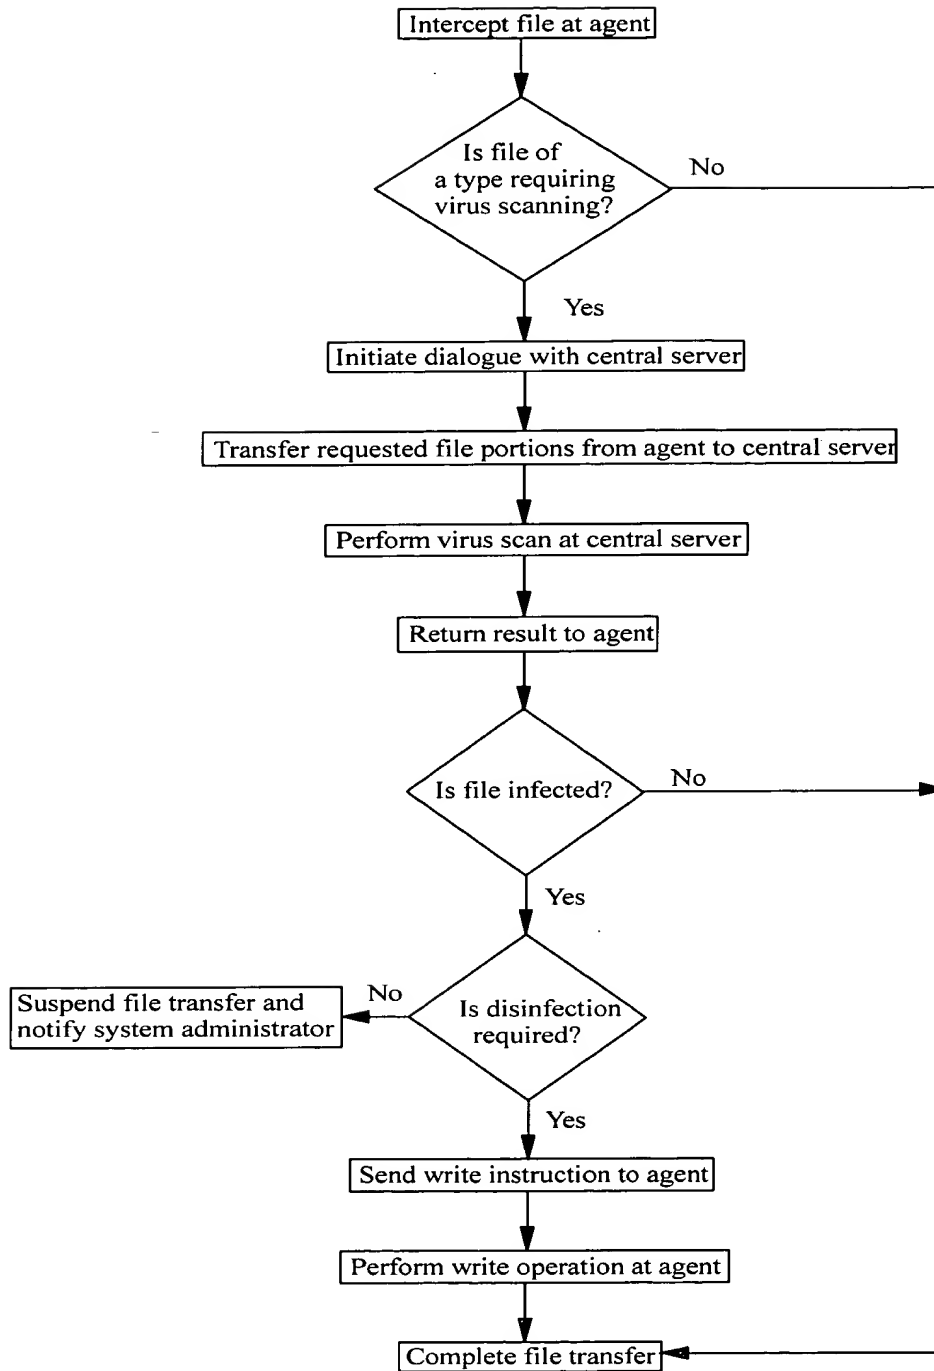 Intercept file at agent
Is file of
a type requiring
virus scanning?
No
Yes
Initiate dialogue with central server
Transfer requested file portions from agent to central server
Perform virus scan at central server
Return result to agent
Is file infected?
No
Yes
Is disinfection
required?
No
Suspend file transfer and
notify system administrator
Yes
Send write instruction to agent
Perform write operation at agent
Complete file transfer